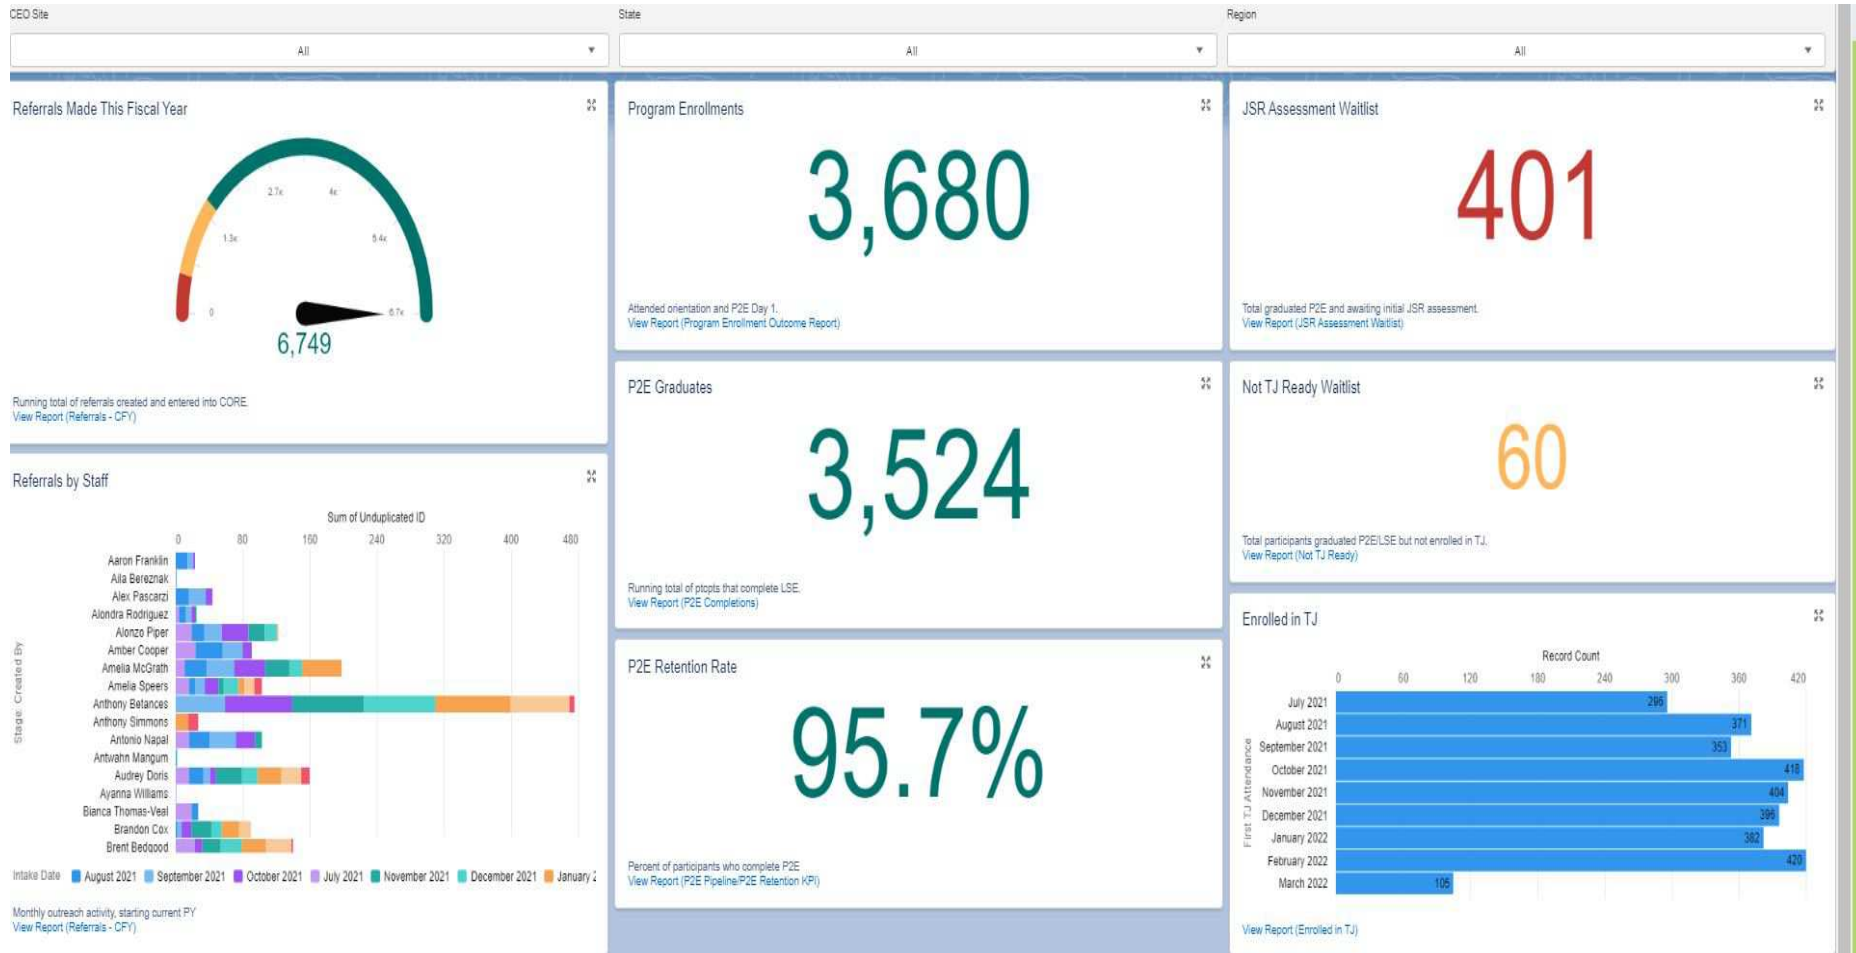 CEO Site
State
Region
All
All
All
Referrals Made This Fiscal Year
0
1.3k
2.7k
4k
5.4k
6.7k
6,749
Running total of referrals created and entered into CORE.
View Report (Referrals - CFY)
Referrals by Staff
Sum of Unduplicated ID
0 80 160 240 320 400 480
Stage: Created By
Aaron Franklin
Alla Bereznak
Alex Pascarzi
Alondra Rodriguez
Alonzo Piper
Amber Cooper
Amelia McGrath
Amelia Speers
Anthony Betances
Anthony Simmons
Antonio Napal
Antwahn Mangum
Audrey Doris
Ayanna Williams
Bianca Thomas-Veal
Brandon Cox
Brent Bedgood
Intake Date August 2021 September 2021 October 2021 July 2021 November 2021 December 2021 January 2
Monthly outreach activity, starting current PY
View Report (Referrals - CFY)
Program Enrollments
3,680
Attended orientation and P2E Day 1.
View Report (Program Enrollment Outcome Report)
P2E Graduates
3,524
Running total of ptcpts that complete LSE.
View Report (P2E Completions)
P2E Retention Rate
95.7%
Percent of participants who complete P2E
View Report (P2E Pipeline/P2E Retention KPI)
JSR Assessment Waitlist
401
Total graduated P2E and awaiting initial JSR assessment.
View Report (JSR Assessment Waitlist)
Not TJ Ready Waitlist
60
Total participants graduated P2E/LSE but not enrolled in TJ.
View Report (Not TJ Ready)
Enrolled in TJ
Record Count
0 60 120 180 240 300 360 420
First TJ Attendance
July 2021 296
August 2021 371
September 2021 353
October 2021 418
November 2021 404
December 2021 396
January 2022 382
February 2022 420
March 2022 105
View Report (Enrolled in TJ)